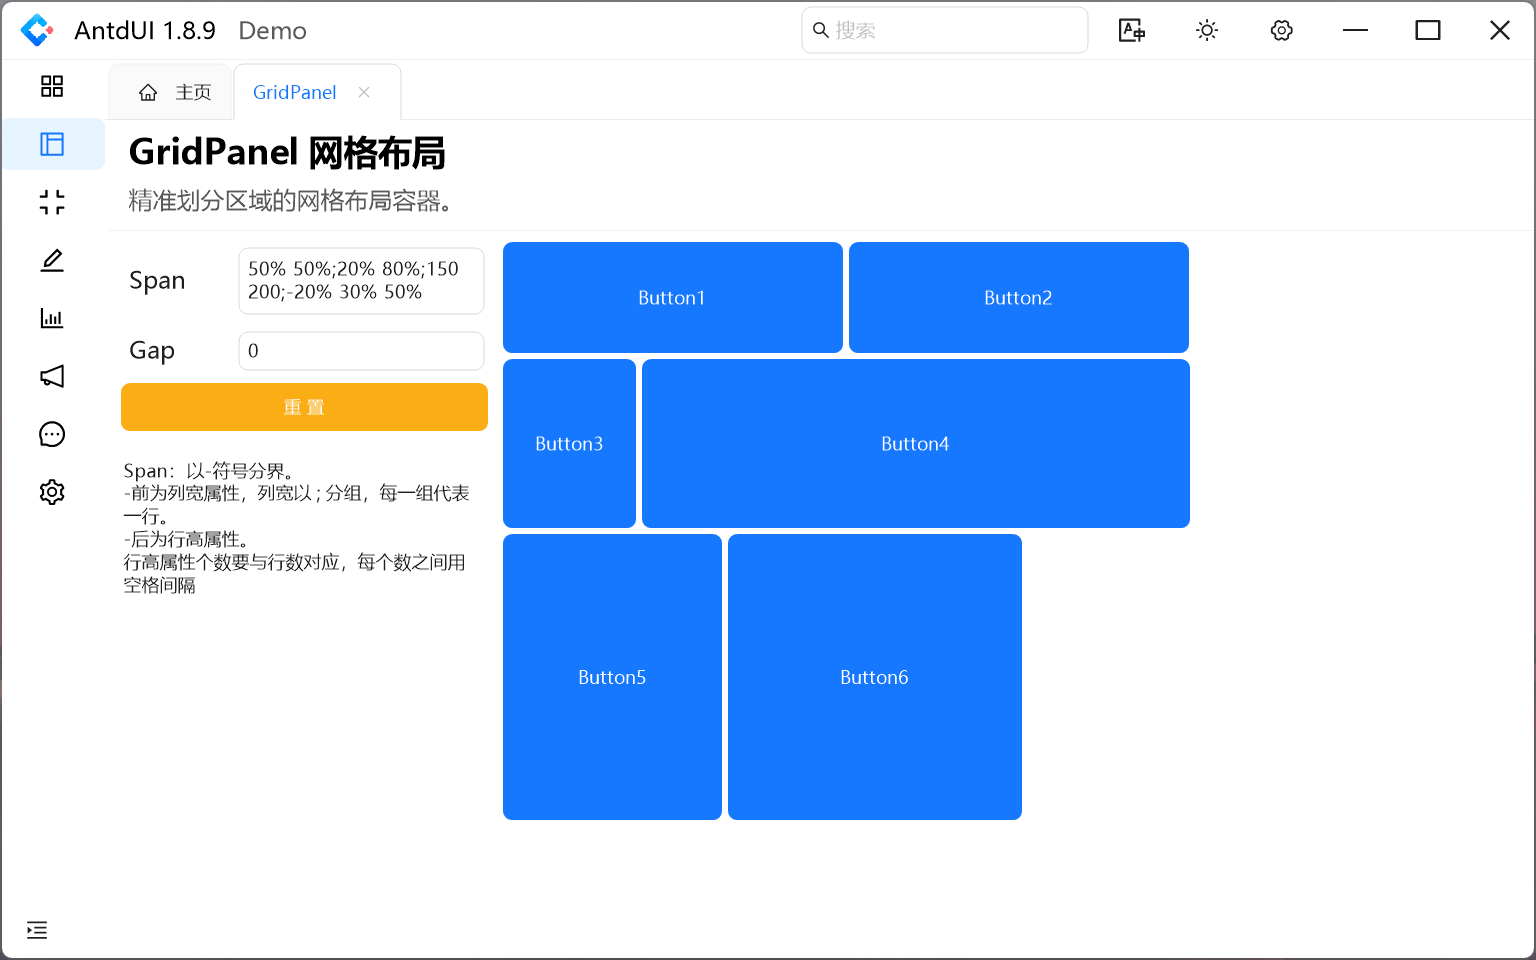 AntdUI 1.8.9 Demo
搜索
主页
GridPanel
GridPanel 网格布局
精准划分区域的网格布局容器。
Span
50% 50%;20% 80%;150
200;-20% 30% 50%
Gap
0
重置
Span：以-符号分界。
-前为列宽属性，列宽以 ; 分组，每一组代表
一行。
-后为行高属性。
行高属性个数要与行数对应，每个数之间用
空格间隔
Button1
Button2
Button3
Button4
Button5
Button6